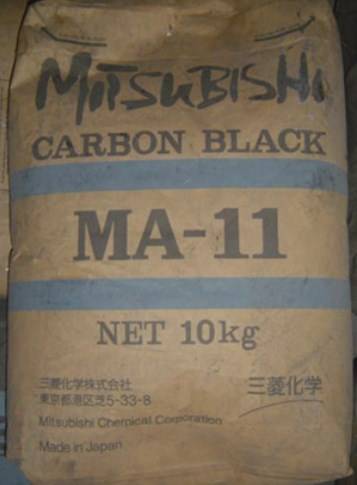 MITSUBISHI
CARBON BLACK
MA-11
NET 10kg
三菱化学株式会社
東京都港区芝5-33-8
三菱化学
Mitsubishi Chemical Corporation
Made in Japan